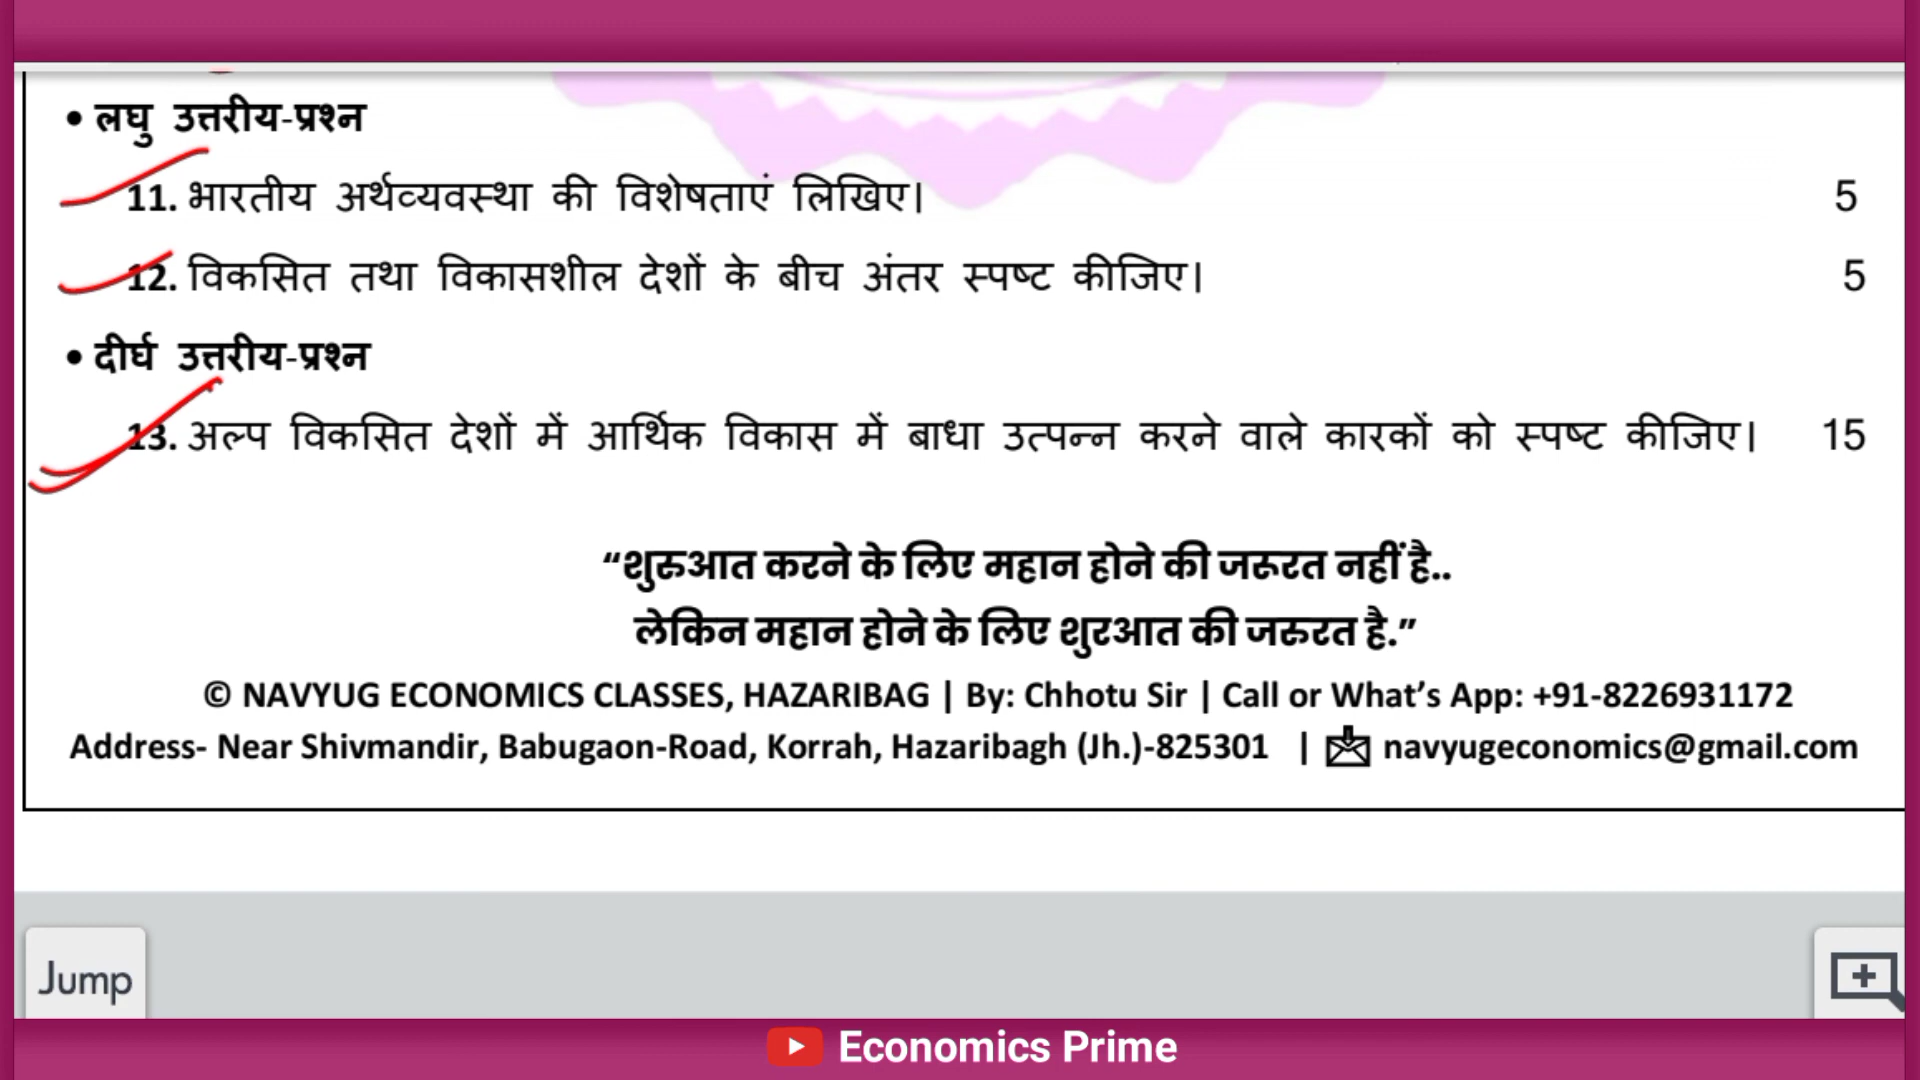 • लघु उत्तरीय-प्रश्न
11. भारतीय अर्थव्यवस्था की विशेषताएं लिखिए। 5
12. विकसित तथा विकासशील देशों के बीच अंतर स्पष्ट कीजिए। 5
• दीर्घ उत्तरीय-प्रश्न
13. अल्प विकसित देशों में आर्थिक विकास में बाधा उत्पन्न करने वाले कारकों को स्पष्ट कीजिए। 15
“शुरुआत करने के लिए महान होने की जरूरत नहीं है..
लेकिन महान होने के लिए शुरआत की जरुरत है.”
© NAVYUG ECONOMICS CLASSES, HAZARIBAG | By: Chhotu Sir | Call or What’s App: +91-8226931172
Address- Near Shivmandir, Babugaon-Road, Korrah, Hazaribagh (Jh.)-825301 | navyugeconomics@gmail.com
Jump
Economics Prime